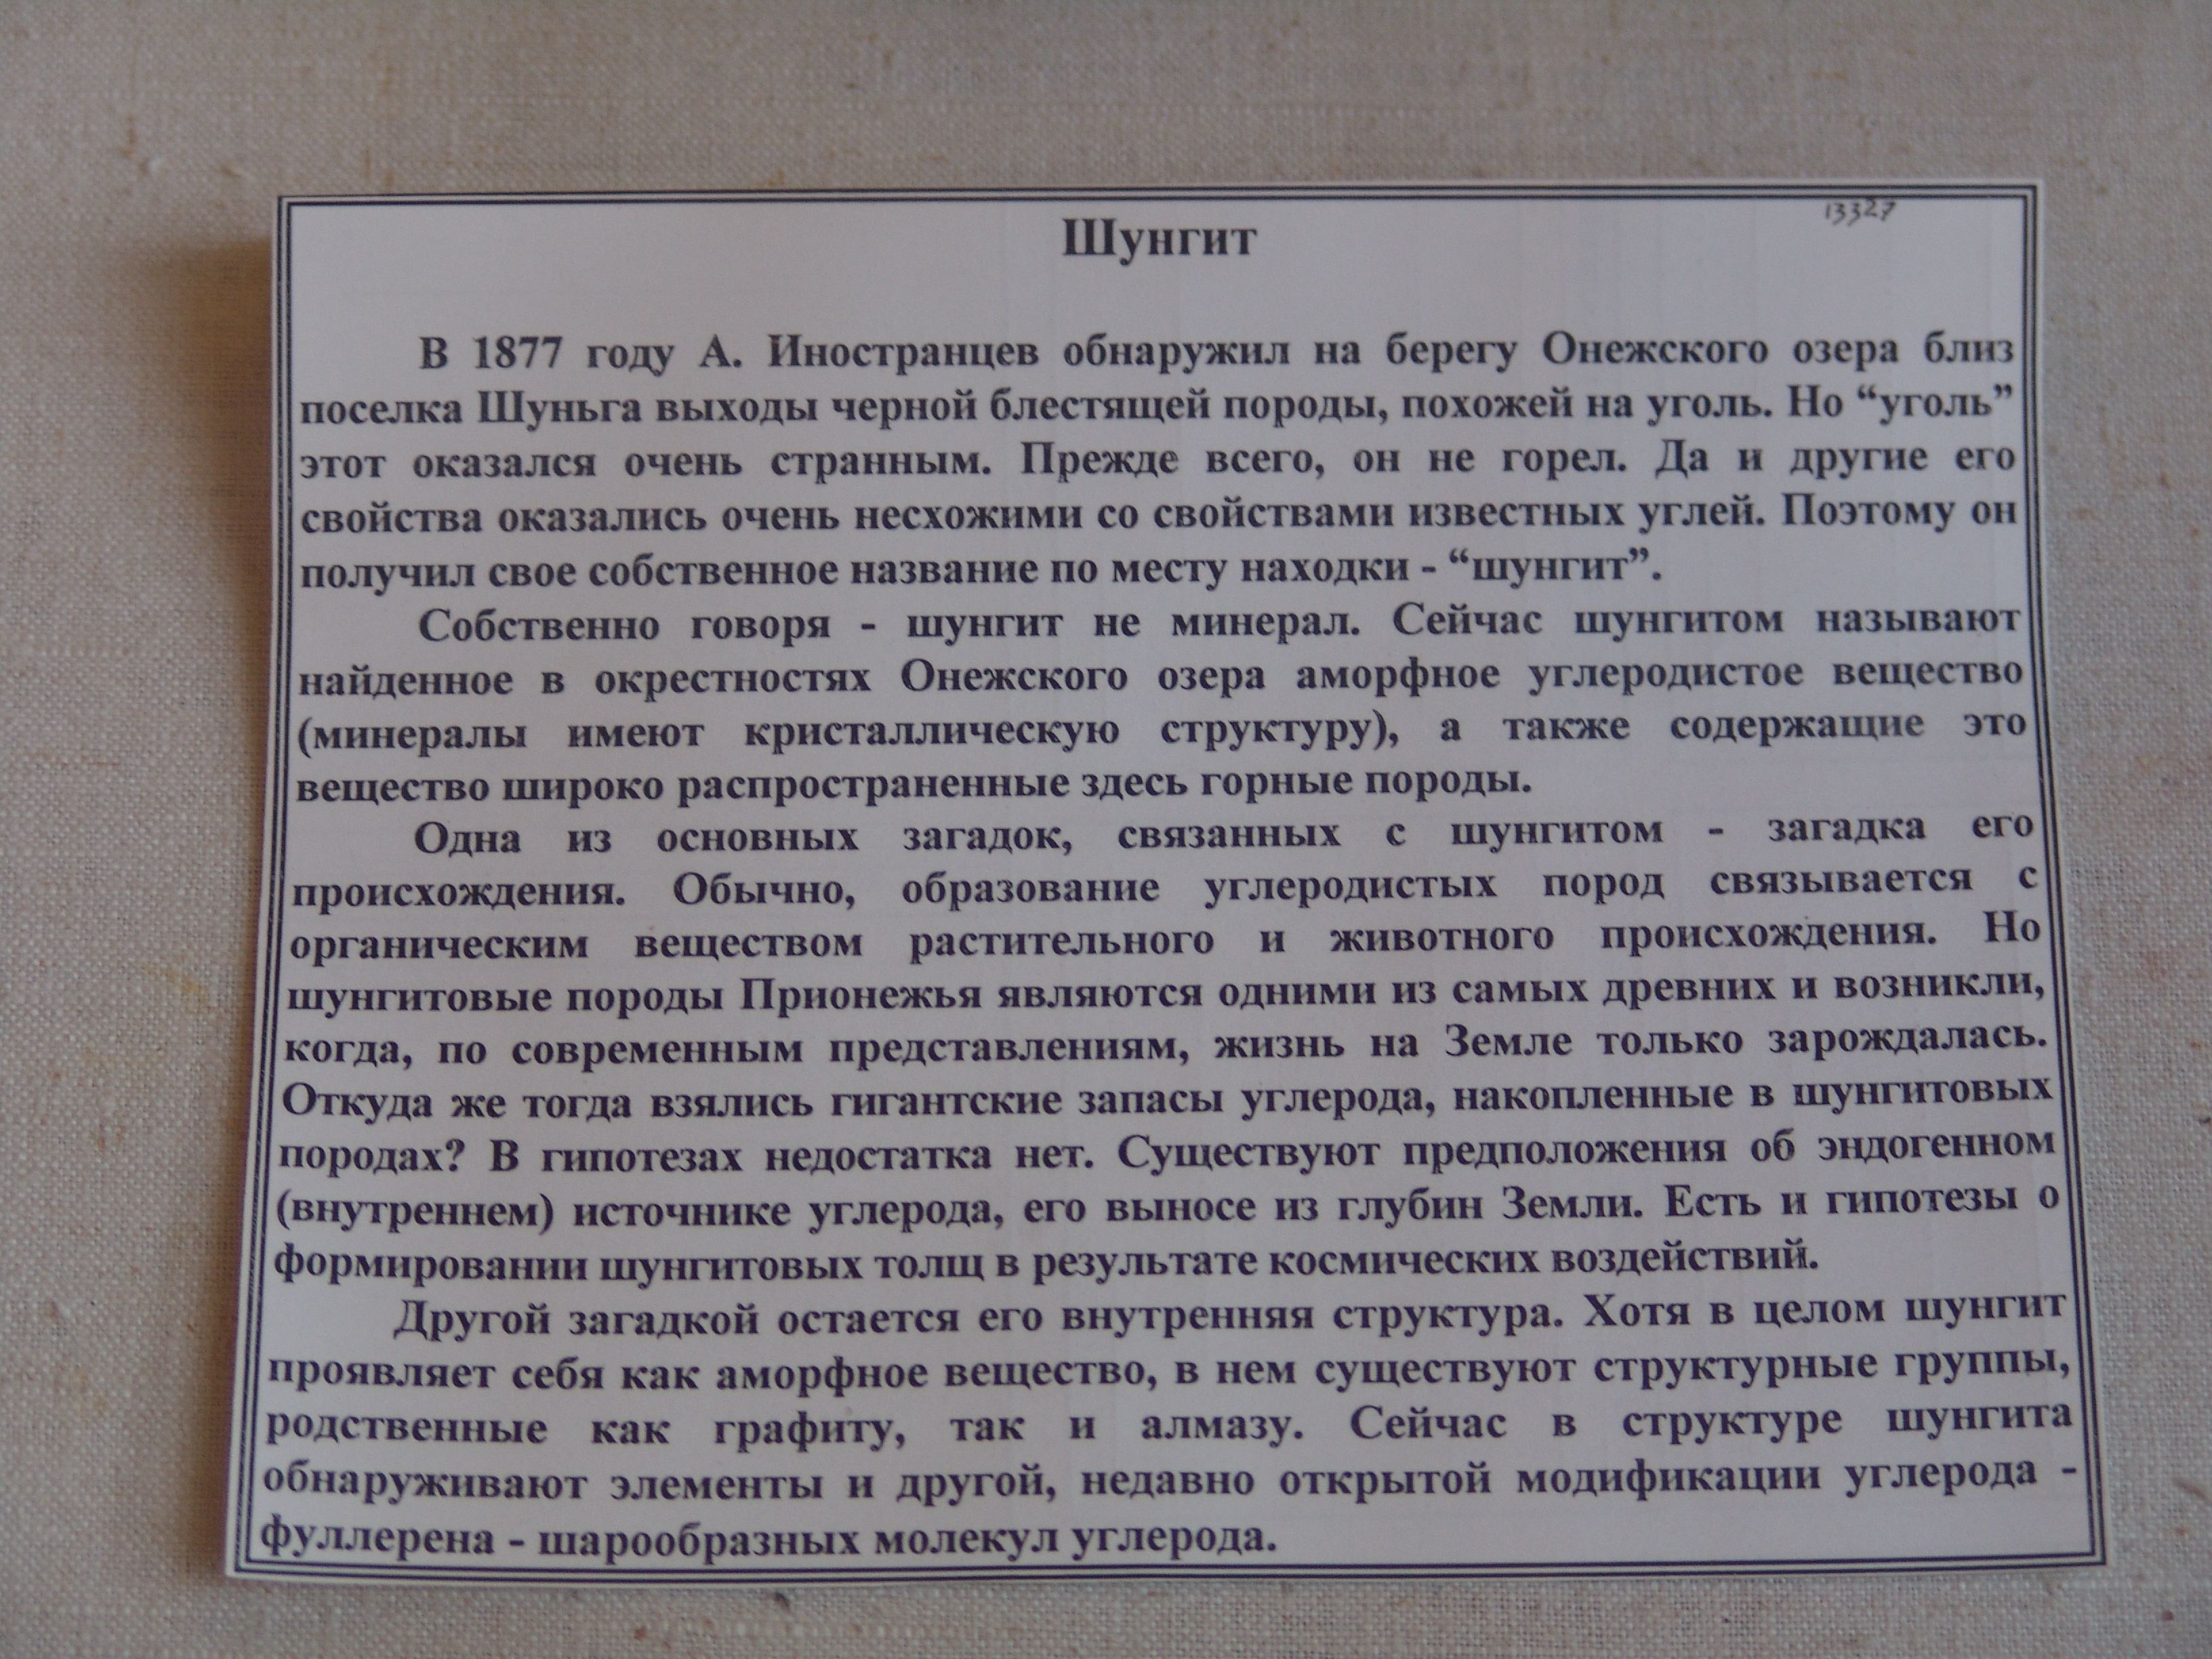 13327
Шунгит
В 1877 году А. Иностранцев обнаружил на берегу Онежского озера близ
поселка Шуньга выходы черной блестящей породы, похожей на уголь. Но “уголь”
этот оказался очень странным. Прежде всего, он не горел. Да и другие его
свойства оказались очень несхожими со свойствами известных углей. Поэтому он
получил свое собственное название по месту находки - “шунгит”.
Собственно говоря - шунгит не минерал. Сейчас шунгитом называют
найденное в окрестностях Онежского озера аморфное углеродистое вещество
(минералы имеют кристаллическую структуру), а также содержащие это
вещество широко распространенные здесь горные породы.
Одна из основных загадок, связанных с шунгитом - загадка его
происхождения. Обычно, образование углеродистых пород связывается с
органическим веществом растительного и животного происхождения. Но
шунгитовые породы Прионежья являются одними из самых древних и возникли,
когда, по современным представлениям, жизнь на Земле только зарождалась.
Откуда же тогда взялись гигантские запасы углерода, накопленные в шунгитовых
породах? В гипотезах недостатка нет. Существуют предположения об эндогенном
(внутреннем) источнике углерода, его выносе из глубин Земли. Есть и гипотезы о
формировании шунгитовых толщ в результате космических воздействий.
Другой загадкой остается его внутренняя структура. Хотя в целом шунгит
проявляет себя как аморфное вещество, в нем существуют структурные группы,
родственные как графиту, так и алмазу. Сейчас в структуре шунгита
обнаруживают элементы и другой, недавно открытой модификации углерода -
фуллерена - шарообразных молекул углерода.